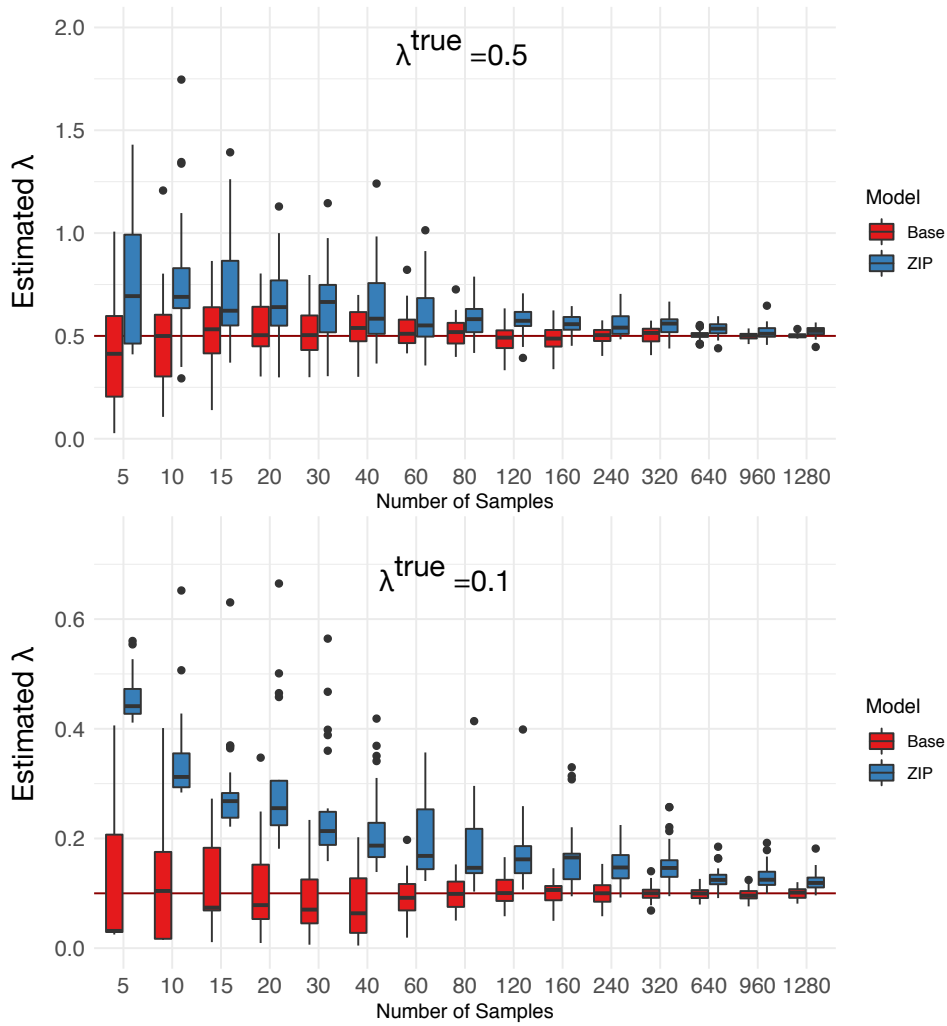 λtrue =0.5
Estimated λ
2.0
1.5
1.0
0.5
0.0
5 10 15 20 30 40 60 80 120 160 240 320 640 960 1280
Number of Samples
Model
Base
ZIP
λtrue =0.1
Estimated λ
0.6
0.4
0.2
0.0
5 10 15 20 30 40 60 80 120 160 240 320 640 960 1280
Number of Samples
Model
Base
ZIP